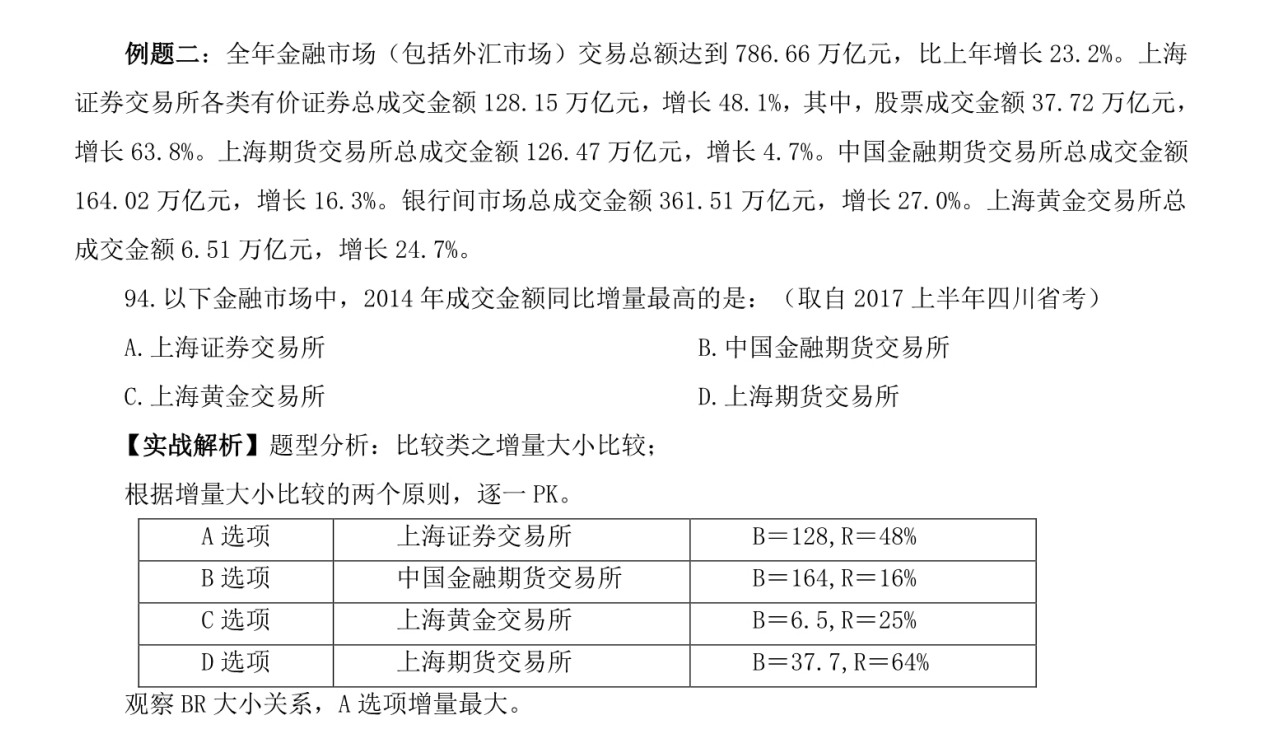 例题二：全年金融市场（包括外汇市场）交易总额达到 786.66 万亿元，比上年增长 23.2%。上海
证券交易所各类有价证券总成交金额 128.15 万亿元，增长 48.1%，其中，股票成交金额 37.72 万亿元，
增长 63.8%。上海期货交易所总成交金额 126.47 万亿元，增长 4.7%。中国金融期货交易所总成交金额
164.02 万亿元，增长 16.3%。银行间市场总成交金额 361.51 万亿元，增长 27.0%。上海黄金交易所总
成交金额 6.51 万亿元，增长 24.7%。
94.以下金融市场中，2014 年成交金额同比增量最高的是：（取自 2017 上半年四川省考）
A.上海证券交易所 B.中国金融期货交易所
C.上海黄金交易所 D.上海期货交易所
【实战解析】题型分析：比较类之增量大小比较；
根据增量大小比较的两个原则，逐一 PK。
A 选项 上海证券交易所 B＝128,R＝48%
B 选项 中国金融期货交易所 B＝164,R＝16%
C 选项 上海黄金交易所 B＝6.5,R＝25%
D 选项 上海期货交易所 B＝37.7,R＝64%
观察 BR 大小关系，A 选项增量最大。